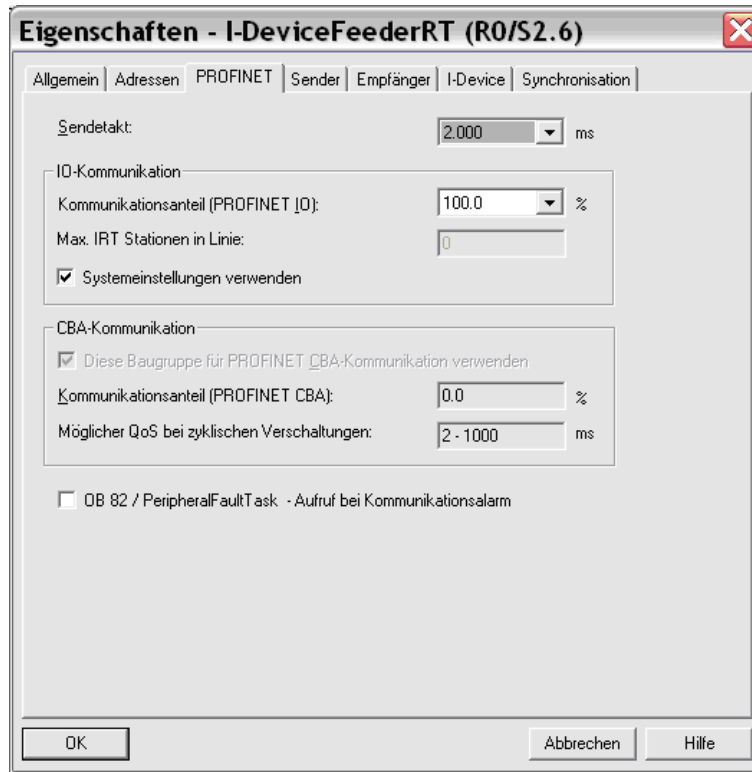 Eigenschaften - I-DeviceFeederRT (R0/S2.6)
Allgemein Adressen PROFINET Sender Empfänger I-Device Synchronisation
Sendetakt: 2.000 ms
IO-Kommunikation
Kommunikationsanteil (PROFINET IO): 100.0 %
Max. IRT Stationen in Linie: 0
Systemeinstellungen verwenden
CBA-Kommunikation
Diese Baugruppe für PROFINET CBA-Kommunikation verwenden
Kommunikationsanteil (PROFINET CBA): 0.0 %
Möglicher QoS bei zyklischen Verschaltungen: 2 - 1000 ms
OB 82 / PeripheralFaultTask - Aufruf bei Kommunikationsalarm
OK Abbrechen Hilfe